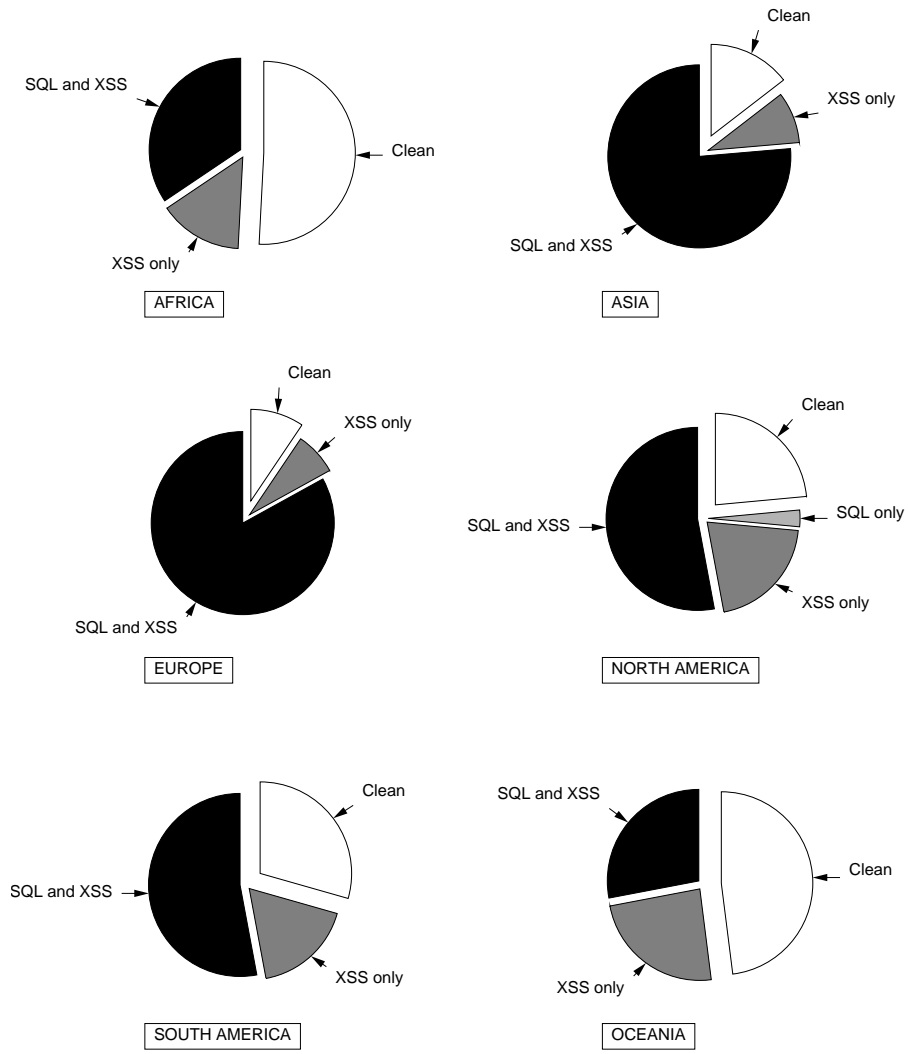 SQL and XSS
Clean
XSS only
AFRICA
Clean
XSS only
SQL and XSS
ASIA
Clean
XSS only
SQL and XSS
EUROPE
Clean
SQL and XSS
SQL only
XSS only
NORTH AMERICA
Clean
SQL and XSS
XSS only
SOUTH AMERICA
SQL and XSS
Clean
XSS only
OCEANIA